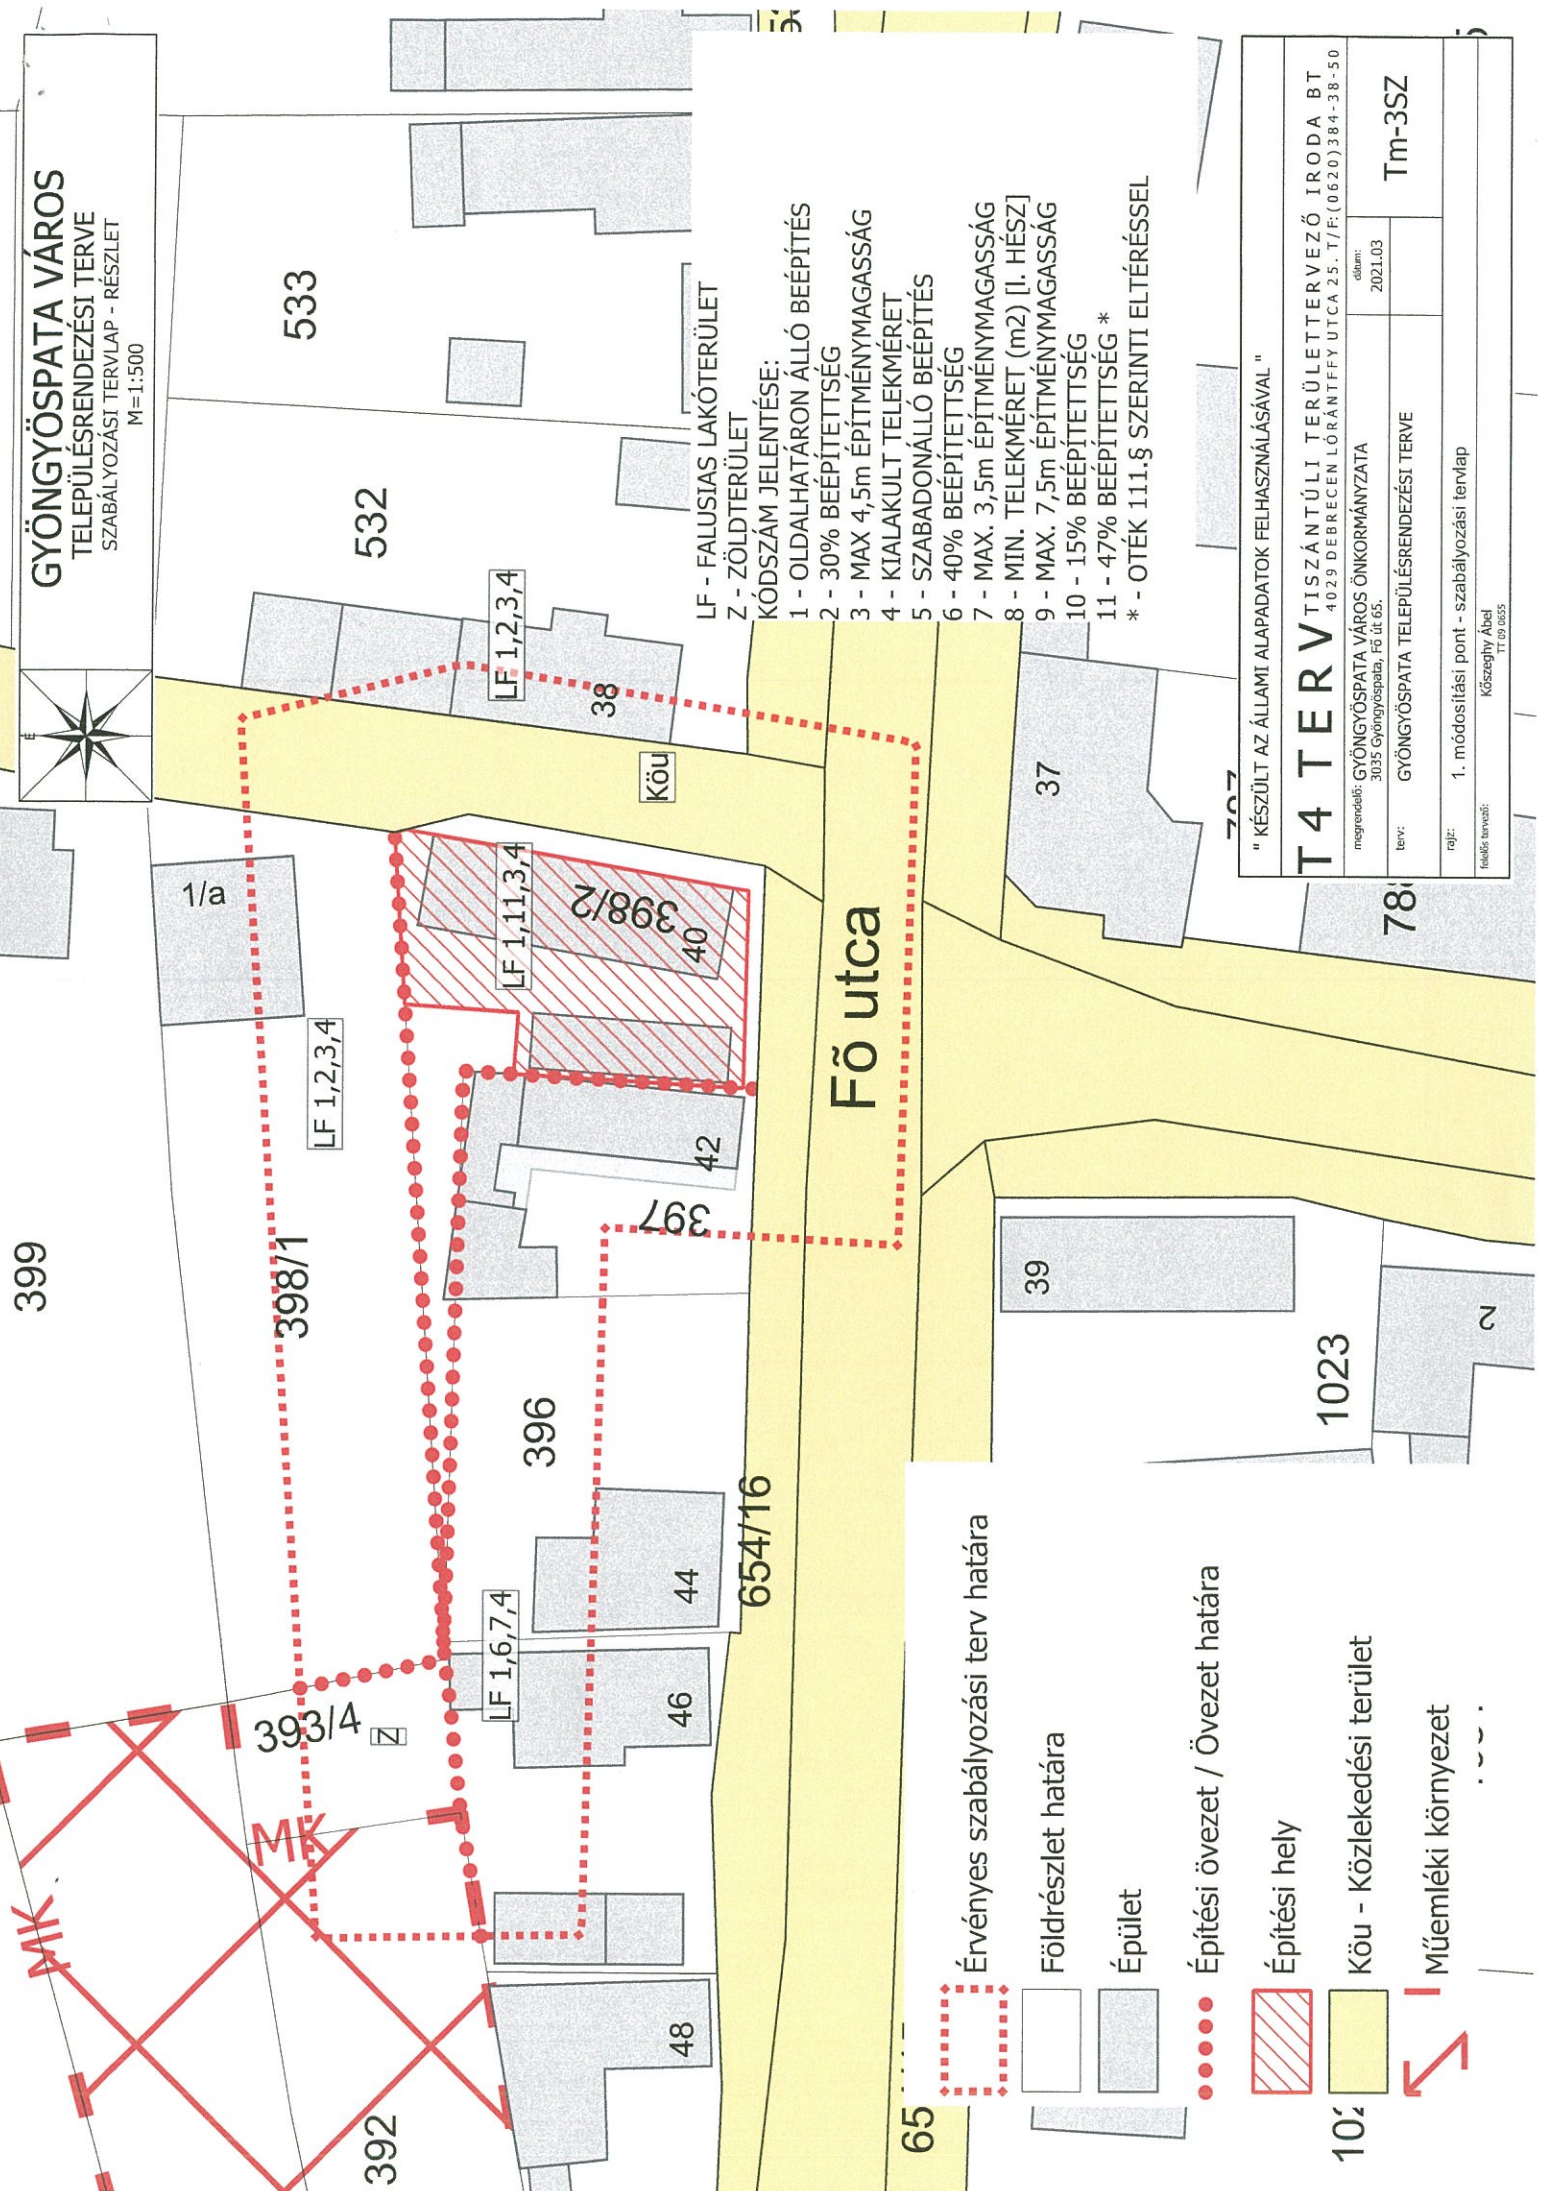 GYÖNGYÖSPATA VÁROS
TELEPÜLÉSRENDEZÉSI TERVE
SZABÁLYOZÁSI TERVLAP - RÉSZLET
M=1:500
E
399
1/a
533
532
398/1
LF 1,2,3,4
LF 1,2,3,4
38
Köu
LF 1,11,3,4
398/2
40
42
397
396
44
654/16
393/4
Z
LF 1,6,7,4
46
MK
MK
392
48
Fő utca
37
39
1023
2
65
102
78
LF - FALUSIAS LAKÓTERÜLET
Z - ZÖLDTERÜLET
KÓDSZÁM JELENTÉSE:
1 - OLDALHATÁRON ÁLLÓ BEÉPÍTÉS
2 - 30% BEÉPÍTETTSÉG
3 - MAX 4,5m ÉPÍTMÉNYMAGASSÁG
4 - KIALAKULT TELEKMÉRET
5 - SZABADONÁLLÓ BEÉPÍTÉS
6 - 40% BEÉPÍTETTSÉG
7 - MAX. 3,5m ÉPÍTMÉNYMAGASSÁG
8 - MIN. TELEKMÉRET (m2) [l. HÉSZ]
9 - MAX. 7,5m ÉPÍTMÉNYMAGASSÁG
10 - 15% BEÉPÍTETTSÉG
11 - 47% BEÉPÍTETTSÉG *
* - OTÉK 111.§ SZERINTI ELTÉRÉSSEL
Érvényes szabályozási terv határa
Földrészlet határa
Épület
Építési övezet / Övezet határa
Építési hely
Köu - Közlekedési terület
Műemléki környezet
" KÉSZÜLT AZ ÁLLAMI ALAPADATOK FELHASZNÁLÁSÁVAL "
T4 TERV TISZÁNTÚLI TERÜLETTERVEZŐ IRODA BT
4029 DEBRECEN LÓRÁNTFFY UTCA 25. T/F:(0620)384-38-50
megrendelő: GYÖNGYÖSPATA VÁROS ÖNKORMÁNYZATA
3035 Gyöngyöspata, Fő út 65.
dátum:
2021.03
Tm-3SZ
terv: GYÖNGYÖSPATA TELEPÜLÉSRENDEZÉSI TERVE
rajz: 1. módosítási pont - szabályozási tervlap
felelős tervező: Kőszeghy Ábel
TT 09 0655